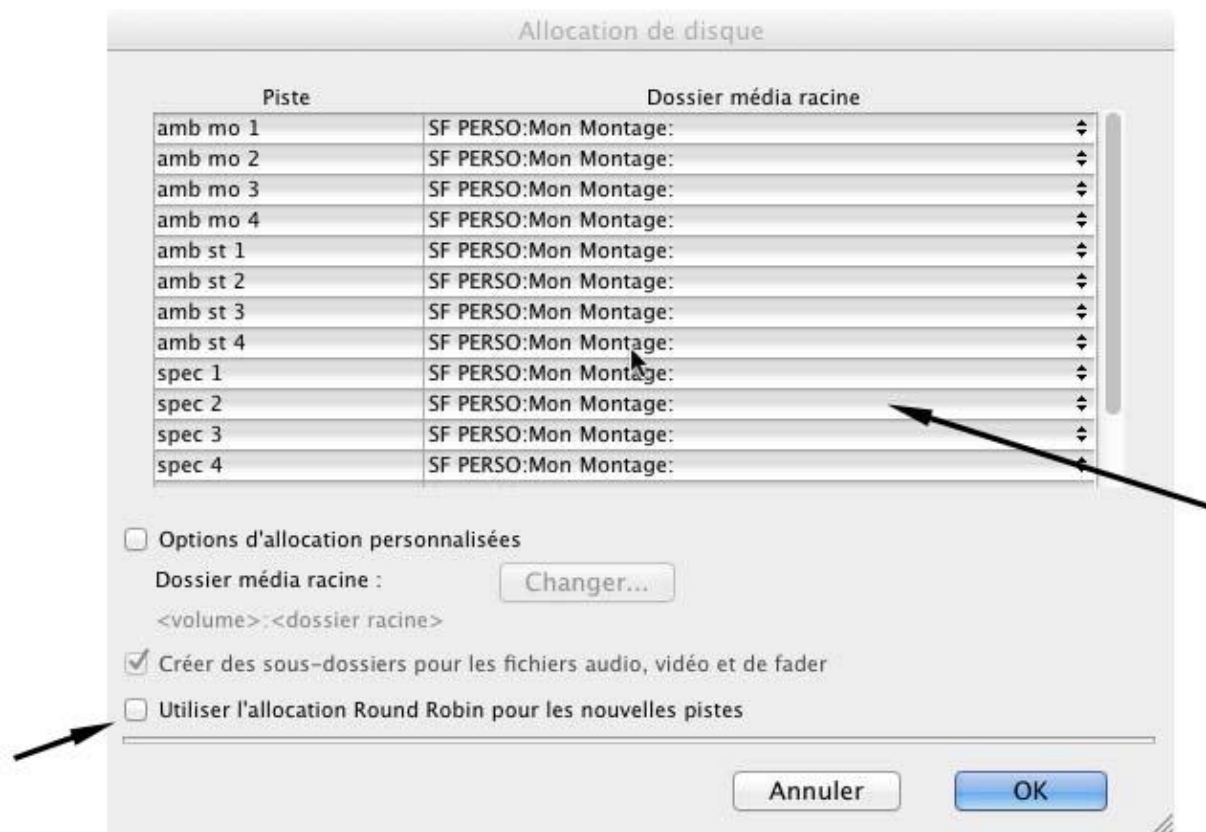 Allocation de disque
Piste Dossier média racine
amb mo 1 SF PERSO:Mon Montage:
amb mo 2 SF PERSO:Mon Montage:
amb mo 3 SF PERSO:Mon Montage:
amb mo 4 SF PERSO:Mon Montage:
amb st 1 SF PERSO:Mon Montage:
amb st 2 SF PERSO:Mon Montage:
amb st 3 SF PERSO:Mon Montage:
amb st 4 SF PERSO:Mon Montage:
spec 1 SF PERSO:Mon Montage:
spec 2 SF PERSO:Mon Montage:
spec 3 SF PERSO:Mon Montage:
spec 4 SF PERSO:Mon Montage:
Options d'allocation personnalisées
Dossier média racine : Changer...
<volume>:<dossier racine>
Créer des sous-dossiers pour les fichiers audio, vidéo et de fader
Utiliser l'allocation Round Robin pour les nouvelles pistes
Annuler OK